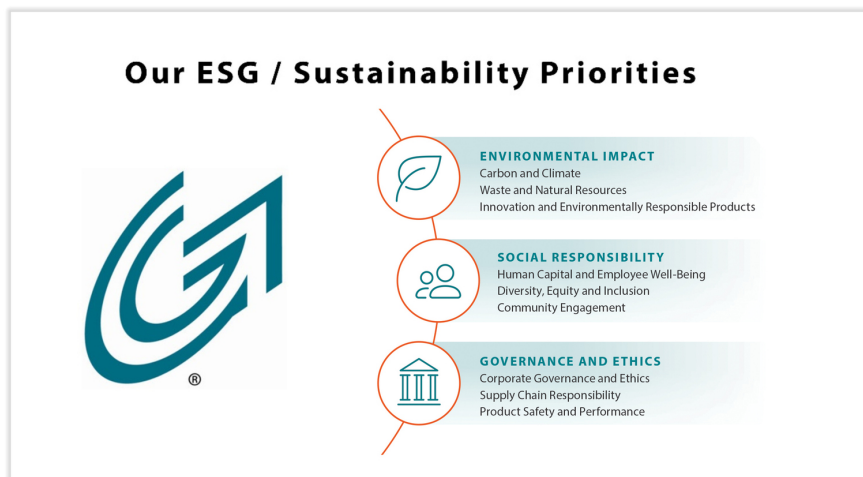 Our ESG / Sustainability Priorities
ENVIRONMENTAL IMPACT
Carbon and Climate
Waste and Natural Resources
Innovation and Environmentally Responsible Products
SOCIAL RESPONSIBILITY
Human Capital and Employee Well-Being
Diversity, Equity and Inclusion
Community Engagement
GOVERNANCE AND ETHICS
Corporate Governance and Ethics
Supply Chain Responsibility
Product Safety and Performance
®